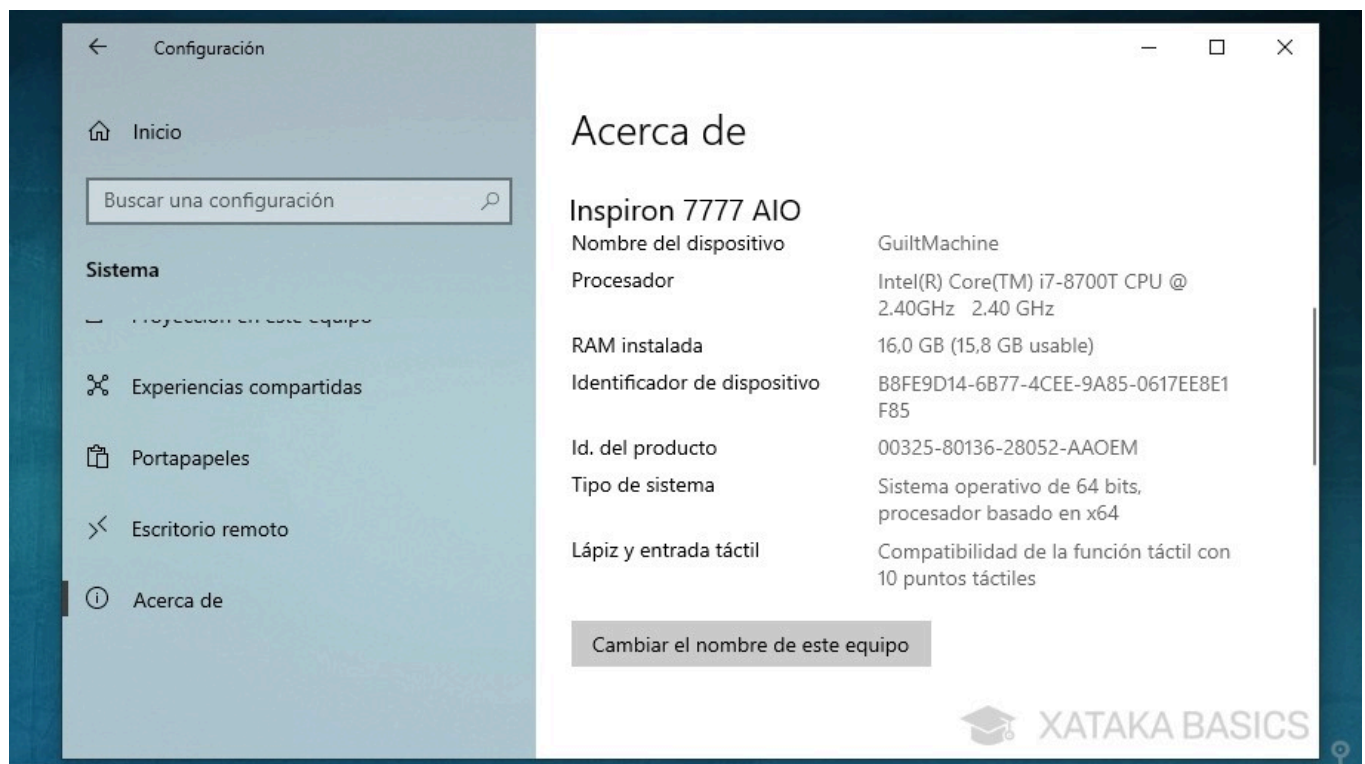 Configuración
Inicio
Buscar una configuración
Sistema
Experiencias compartidas
Portapapeles
Escritorio remoto
Acerca de
Acerca de
Inspiron 7777 AIO
Nombre del dispositivo GuiltMachine
Procesador Intel(R) Core(TM) i7-8700T CPU @
2.40GHz 2.40 GHz
RAM instalada 16,0 GB (15,8 GB usable)
Identificador de dispositivo B8FE9D14-6B77-4CEE-9A85-0617EE8E1
F85
Id. del producto 00325-80136-28052-AAOEM
Tipo de sistema Sistema operativo de 64 bits,
procesador basado en x64
Lápiz y entrada táctil Compatibilidad de la función táctil con
10 puntos táctiles
Cambiar el nombre de este equipo
XATAKA BASICS